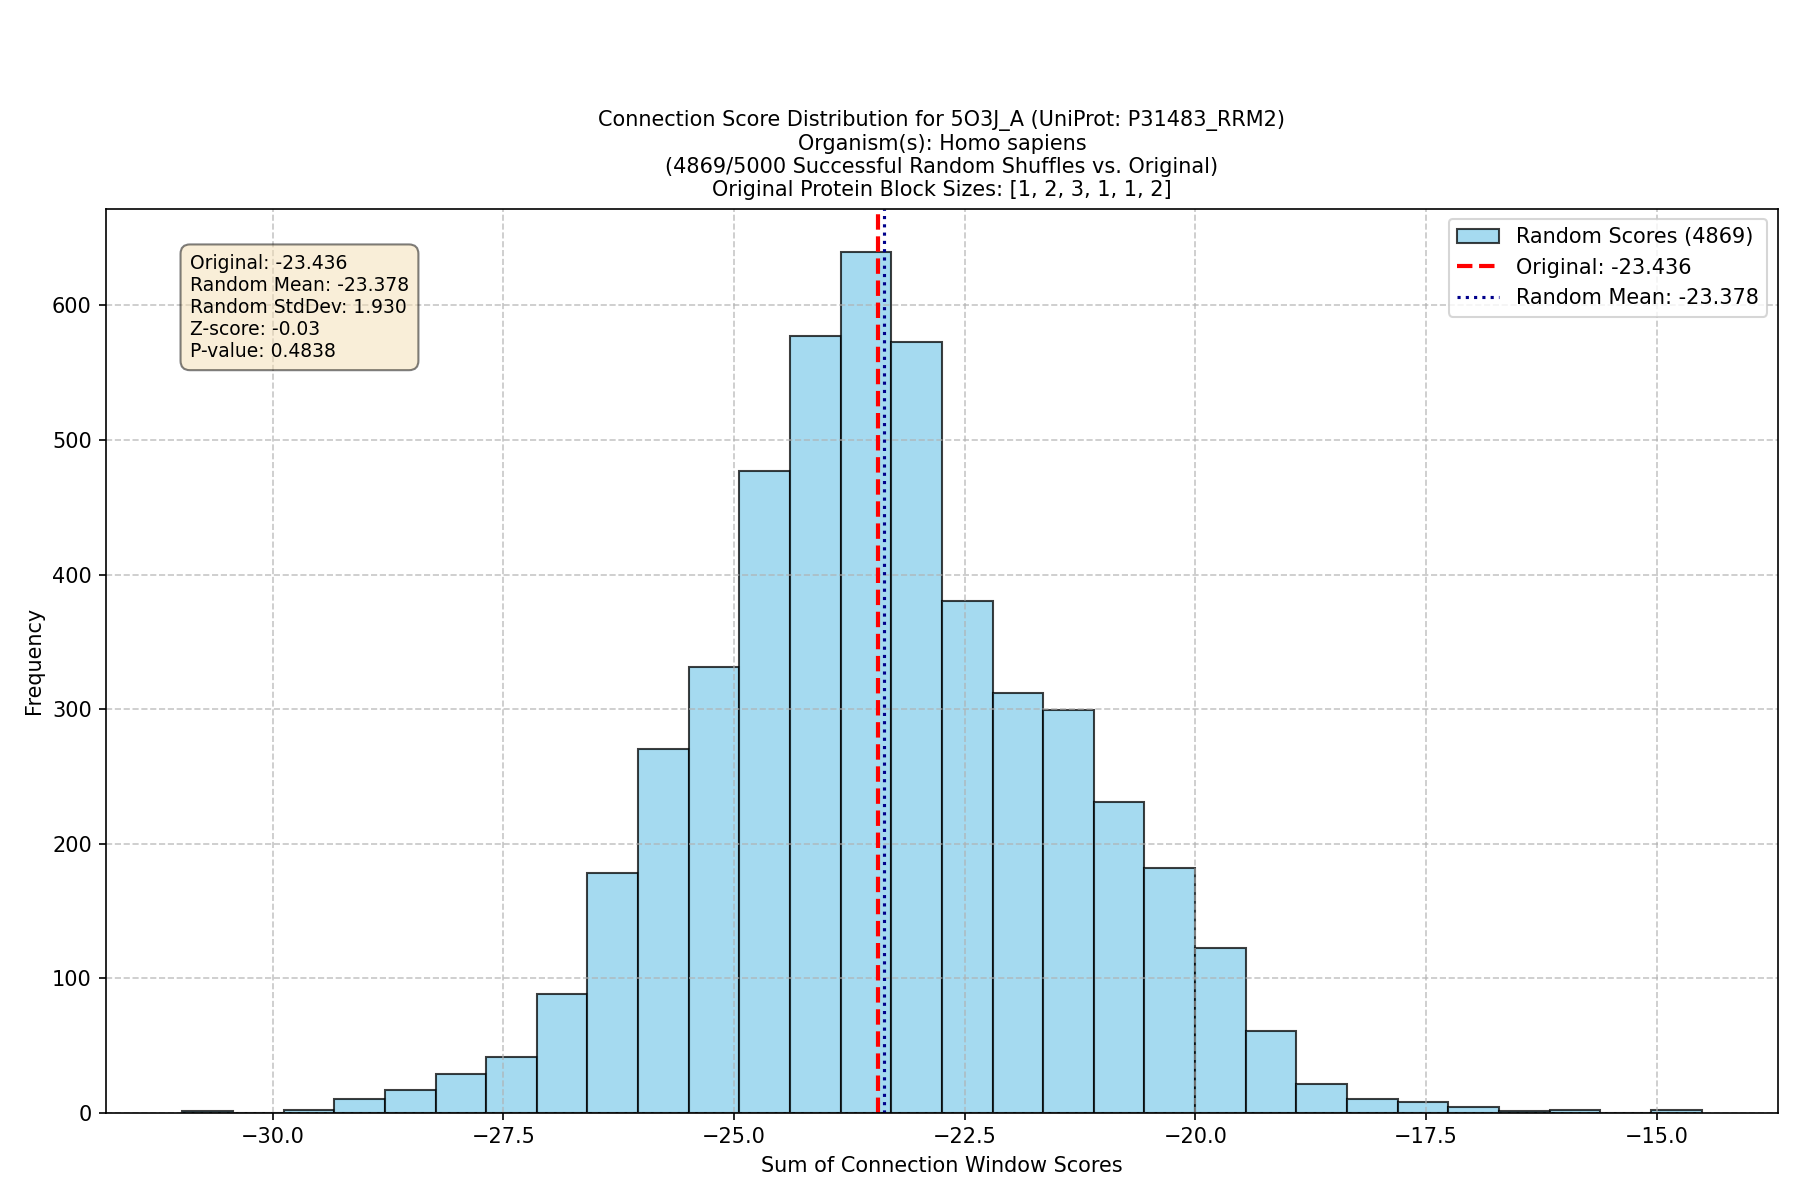 Connection Score Distribution for 5O3J_A (UniProt: P31483_RRM2)
Organism(s): Homo sapiens
(4869/5000 Successful Random Shuffles vs. Original)
Original Protein Block Sizes: [1, 2, 3, 1, 1, 2]
Original: -23.436
Random Mean: -23.378
Random StdDev: 1.930
Z-score: -0.03
P-value: 0.4838
Random Scores (4869)
Original: -23.436
Random Mean: -23.378
Frequency
600
500
400
300
200
100
0
−30.0
−27.5
−25.0
−22.5
−20.0
−17.5
−15.0
Sum of Connection Window Scores